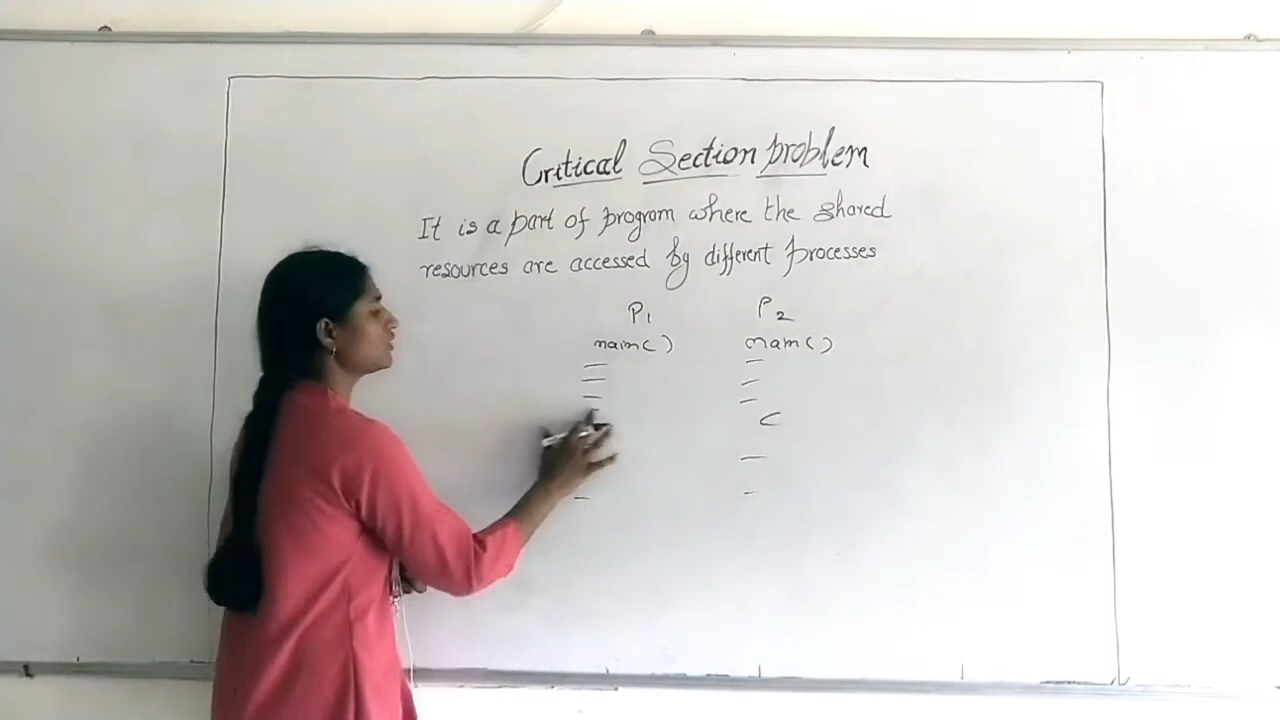 Critical Section problem
It is a part of program where the shared
resources are accessed by different processes
P1 P2
main() main()
C